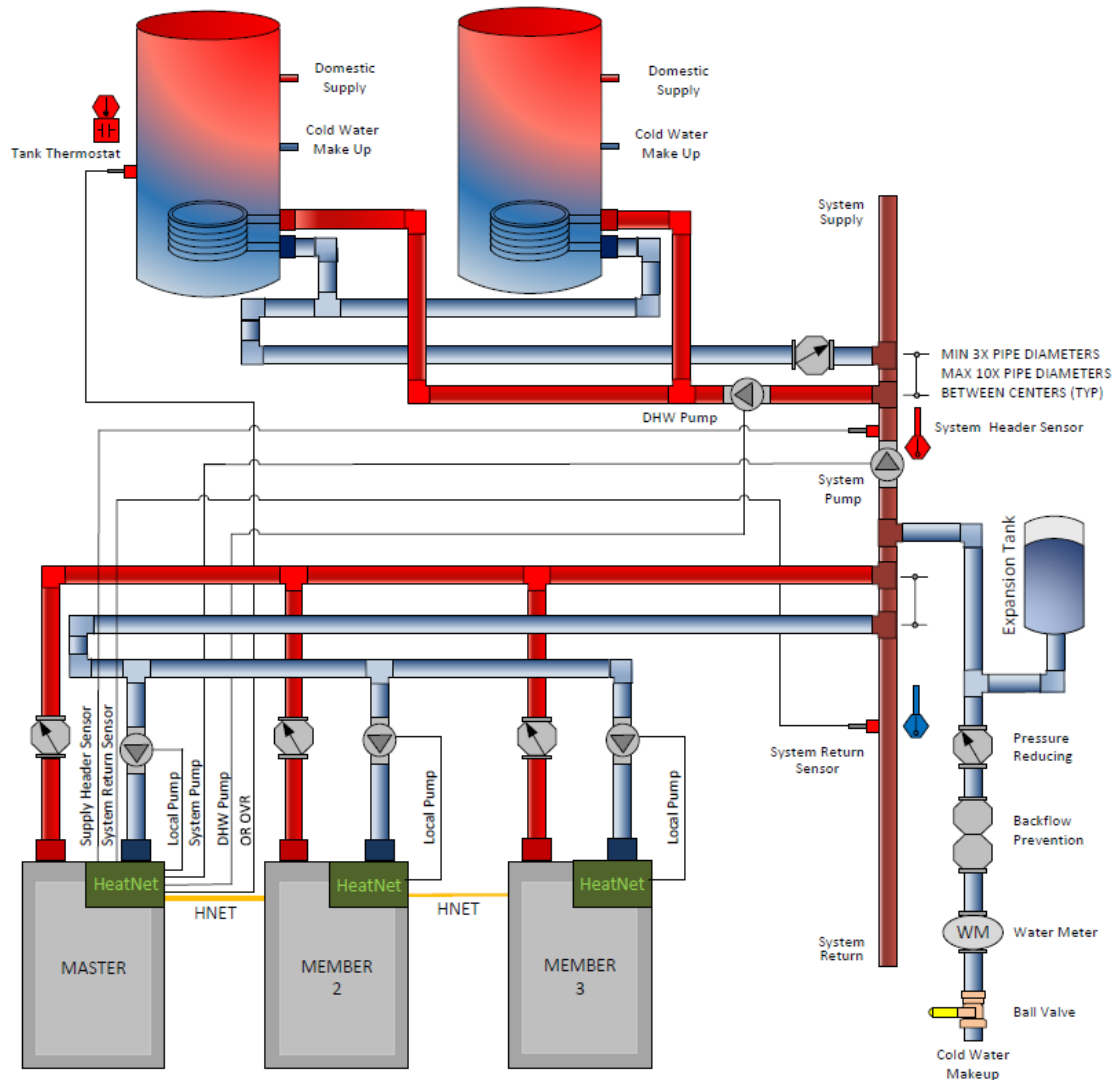 Domestic
Supply
Cold Water
Make Up
Tank Thermostat
Domestic
Supply
Cold Water
Make Up
System
Supply
MIN 3X PIPE DIAMETERS
MAX 10X PIPE DIAMETERS
BETWEEN CENTERS (TYP)
DHW Pump
System Header Sensor
System
Pump
Expansion Tank
System Return
Sensor
Pressure
Reducing
Backflow
Prevention
WM
Water Meter
Ball Valve
Cold Water
Makeup
System
Return
Supply Header Sensor
System Return Sensor
Local Pump
System Pump
DHW Pump
OR OVR
Local Pump
Local Pump
HeatNet
HeatNet
HeatNet
HNET
HNET
MASTER
MEMBER
2
MEMBER
3